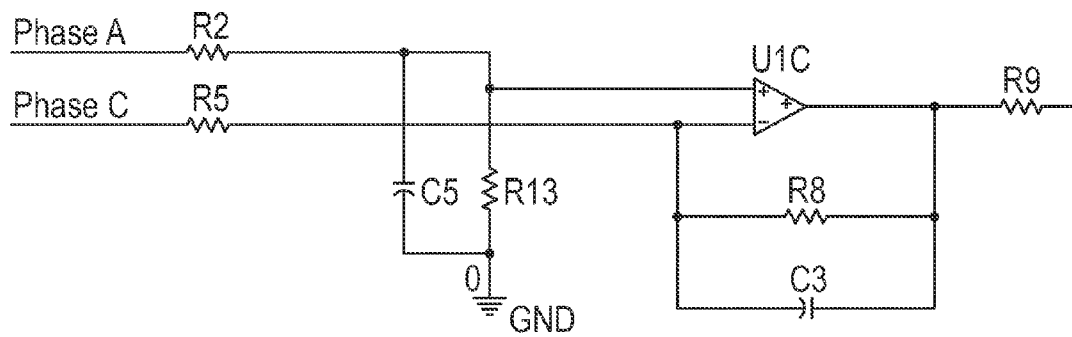 Phase A
R2
U1C
R9
Phase C
R5
+
+
-
C5
R13
R8
0
C3
GND